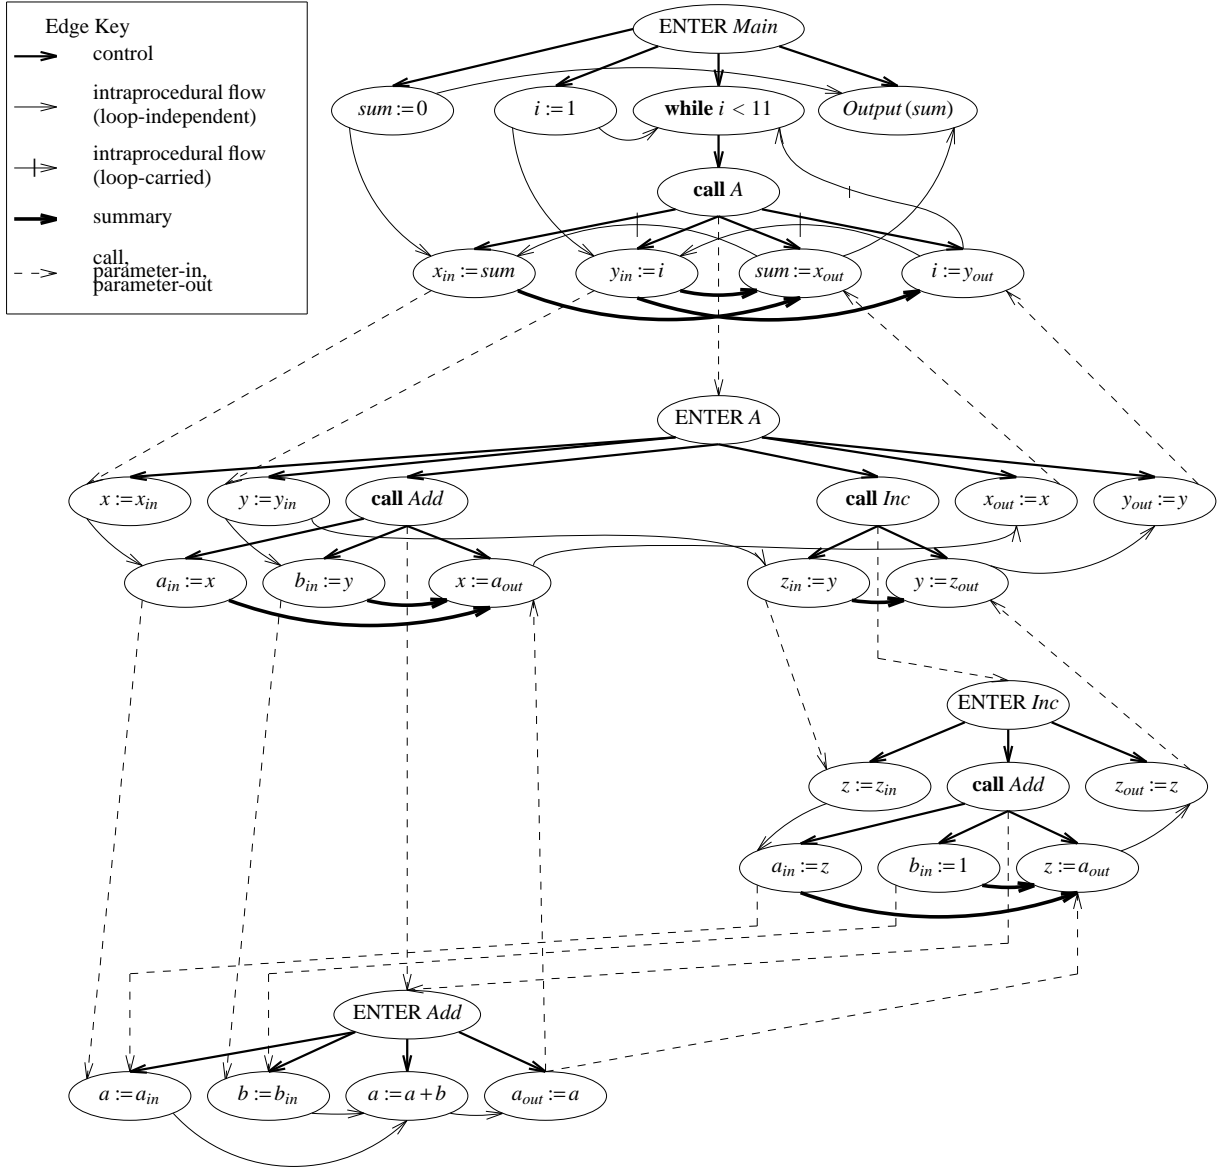 Edge Key
control
intraprocedural flow
(loop-independent)
intraprocedural flow
(loop-carried)
summary
call,
parameter-in,
parameter-out
ENTER Main
sum := 0
i := 1
while i < 11
Output (sum)
call A
x_in := sum
y_in := i
sum := x_out
i := y_out
ENTER A
x := x_in
y := y_in
call Add
call Inc
x_out := x
y_out := y
a_in := x
b_in := y
x := a_out
z_in := y
y := z_out
ENTER Inc
z := z_in
call Add
z_out := z
a_in := z
b_in := 1
z := a_out
ENTER Add
a := a_in
b := b_in
a := a + b
a_out := a